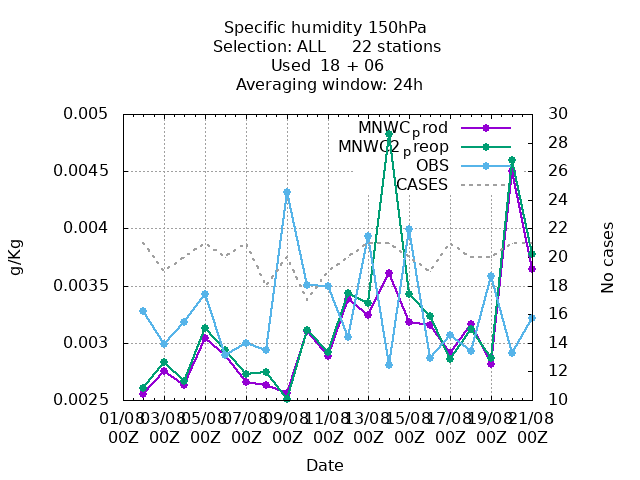 Specific humidity 150hPa
Selection: ALL 22 stations
Used 18 + 06
Averaging window: 24h
g/Kg
0.005
0.0045
0.004
0.0035
0.003
0.0025
30
28
26
24
22
20
18
16
14
12
10
No cases
MNWC_prod
MNWC2_preop
OBS
CASES
01/08 03/08 05/08 07/08 09/08 11/08 13/08 15/08 17/08 19/08 21/08
00Z 00Z 00Z 00Z 00Z 00Z 00Z 00Z 00Z 00Z 00Z
Date